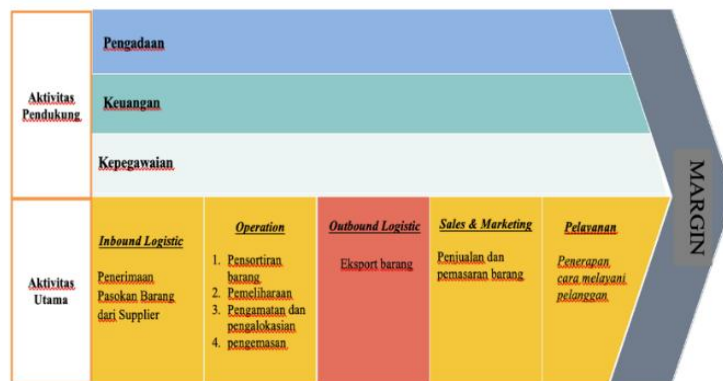 Aktivitas
Pendukung
Pengadaan
Keuangan
Kepegawaian
MARGIN
Aktivitas
Utama
Inbound Logistic
Penerimaan
Pasokan Barang
dari Supplier
Operation
1. Pensortiran
barang
2. Pemeliharaan
3. Pengamatan dan
pengalokasian
4. pengemasan
Outbound Logistic
Eksport barang
Sales & Marketing
Penjualan dan
pemasaran barang
Pelayanan
Penerapan
cara melayani
pelanggan